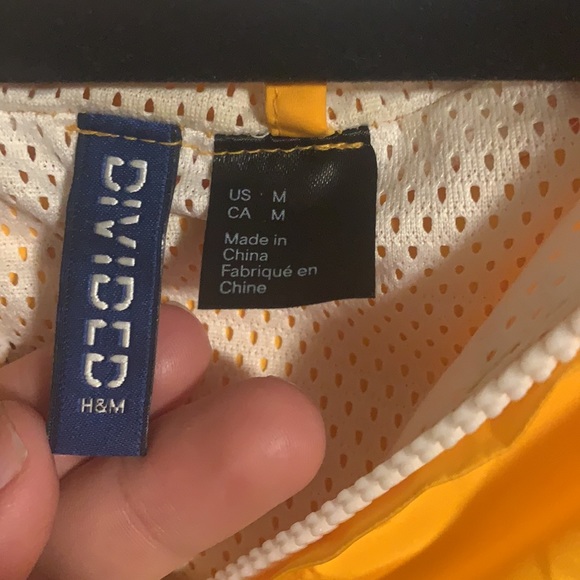 DIVIDED
H&M
US · M
CA M
Made in
China
Fabriqué en
Chine